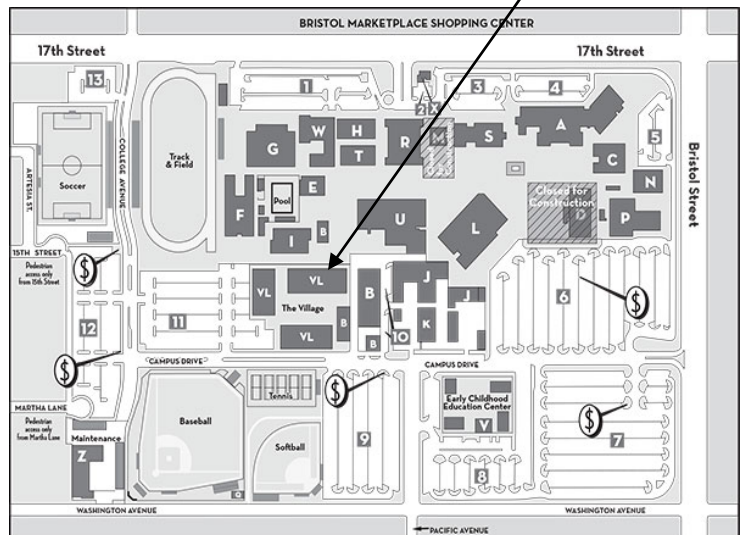 BRISTOL MARKETPLACE SHOPPING CENTER
17th Street
17th Street
13
1
3
4
2
X
5
W
H
G
T
R
M
S
A
C
N
COLLEGE AVENUE
Track
& Field
ARTESIA ST.
Soccer
Bristol Street
E
Pool
F
B
I
U
L
Closed for
Construction
D
P
15TH STREET
Pedestrian
access only
from 15th Street
$
VL
VL
The Village
VL
B
B
B
J
J
K
10
6
$
11
12
$
CAMPUS DRIVE
CAMPUS DRIVE
MARTHA LANE
Pedestrian
access only
from Martha Lane
Maintenance
Z
Baseball
Tennis
Softball
$
9
Early Childhood
Education Center
V
8
$
7
WASHINGTON AVENUE
WASHINGTON AVENUE
PACIFIC AVENUE